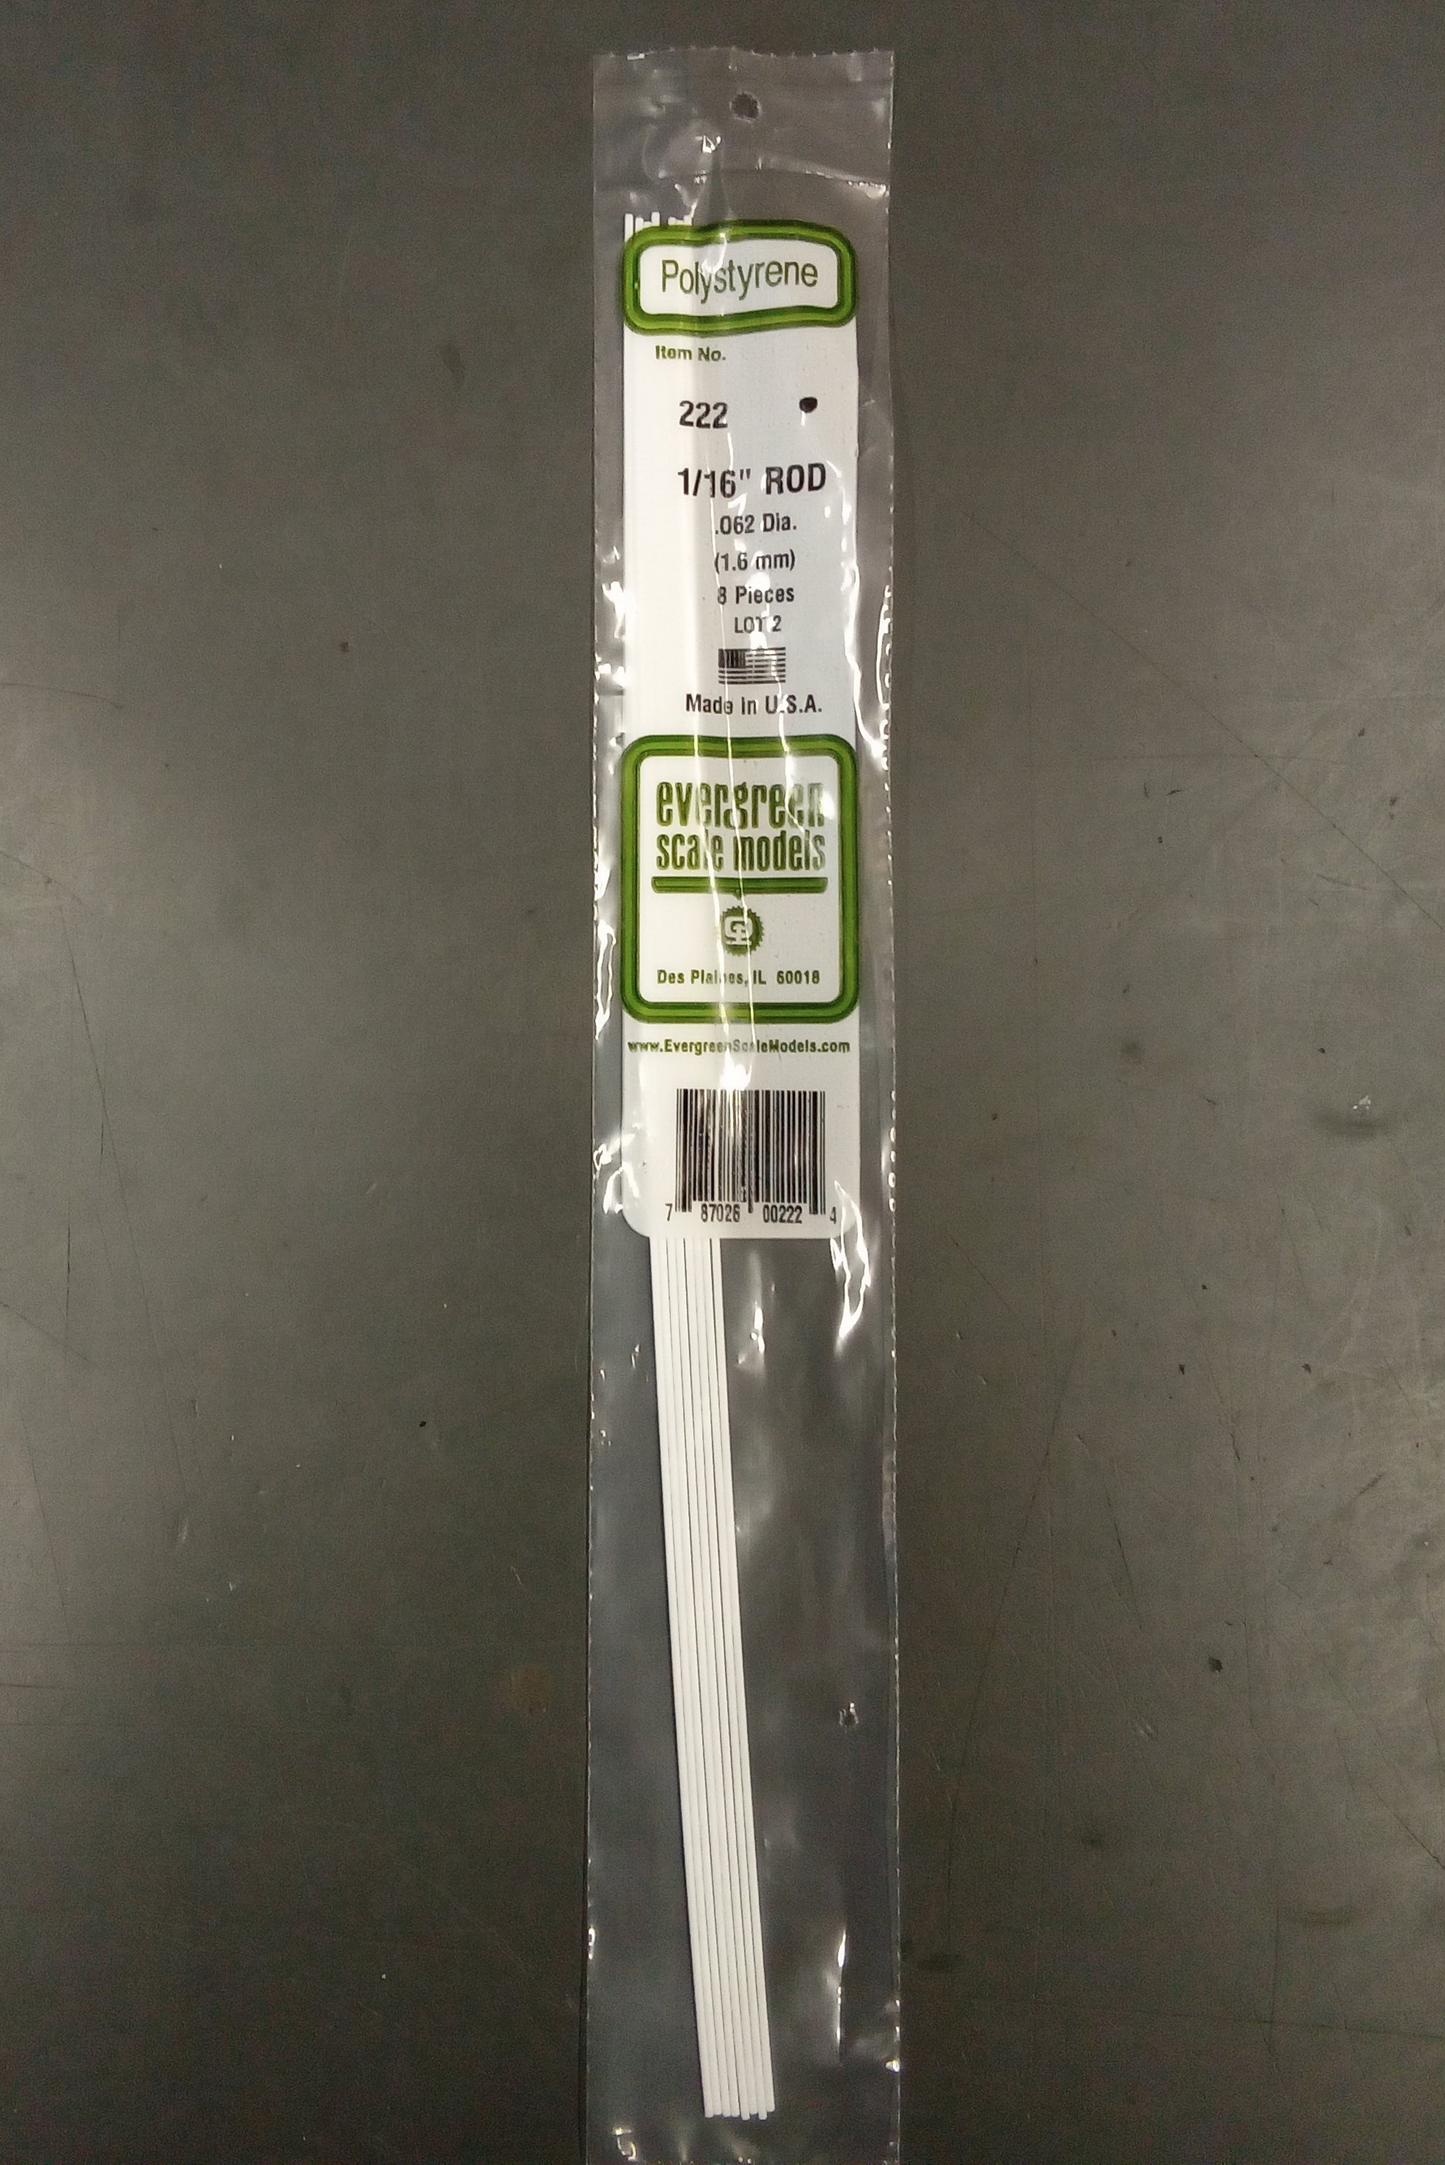 Polystyrene
Item No.
222
1/16" ROD
.062 Dia.
(1.6 mm)
8 Pieces
LOT 2
Made in U.S.A.
evergreen
scale models
Des Plaines, IL 60018
www.EvergreenScaleModels.com
7 87026 00222 4